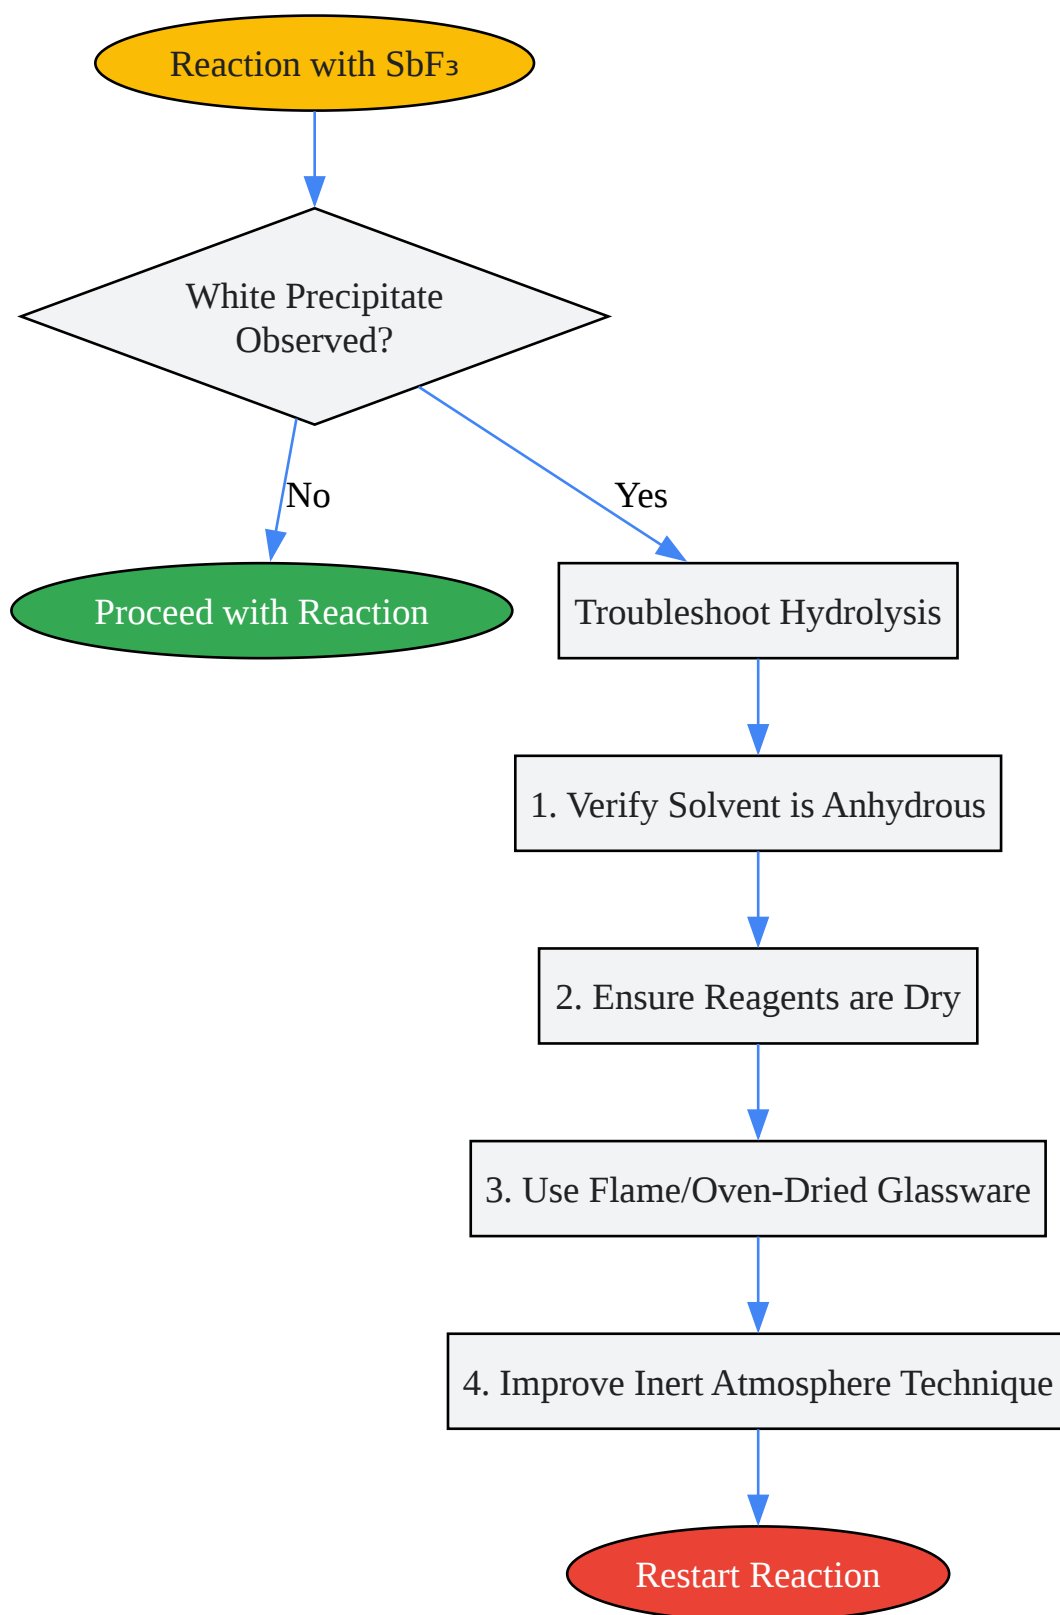 Reaction with SbF₃
White Precipitate
Observed?
No
Yes
Proceed with Reaction
Troubleshoot Hydrolysis
1. Verify Solvent is Anhydrous
2. Ensure Reagents are Dry
3. Use Flame/Oven-Dried Glassware
4. Improve Inert Atmosphere Technique
Restart Reaction